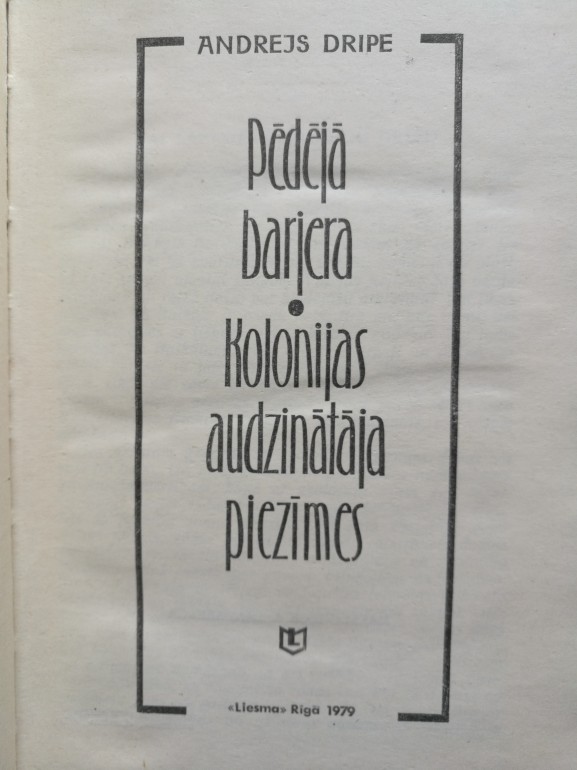 ANDREJS DRIPE
Pēdējā
barjera
•
Kolonijas
audzinātāja
piezīmes
L
«Liesma» Rīgā 1979